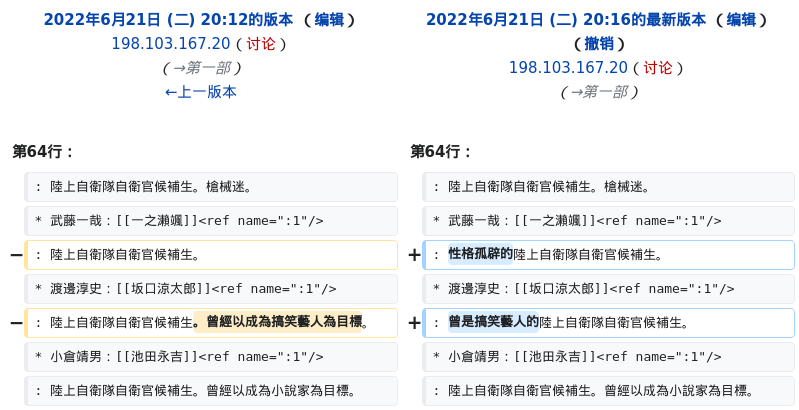 2022年6月21日 (二) 20:12的版本 （编辑）
198.103.167.20（讨论）
（→第一部）
←上一版本
2022年6月21日 (二) 20:16的最新版本 （编辑）
（撤销）
198.103.167.20（讨论）
（→第一部）
第64行：
第64行：
: 陸上自衛隊自衛官候補生。槍械迷。
: 陸上自衛隊自衛官候補生。槍械迷。
* 武藤一哉：[[一之瀨颯]]<ref name=":1"/>
* 武藤一哉：[[一之瀨颯]]<ref name=":1"/>
− : 陸上自衛隊自衛官候補生。
+ : 性格孤辟的陸上自衛隊自衛官候補生。
* 渡邊淳史：[[坂口涼太郎]]<ref name=":1"/>
* 渡邊淳史：[[坂口涼太郎]]<ref name=":1"/>
− : 陸上自衛隊自衛官候補生。曾經以成為搞笑藝人為目標。
+ : 曾是搞笑藝人的陸上自衛隊自衛官候補生。
* 小倉靖男：[[池田永吉]]<ref name=":1"/>
* 小倉靖男：[[池田永吉]]<ref name=":1"/>
: 陸上自衛隊自衛官候補生。曾經以成為小說家為目標。
: 陸上自衛隊自衛官候補生。曾經以成為小說家為目標。